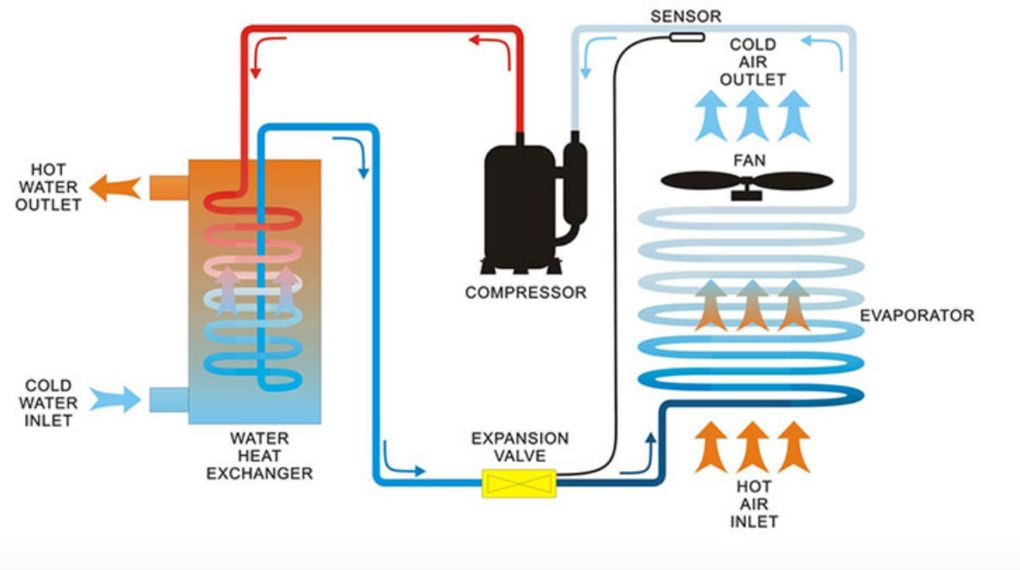 SENSOR
COLD
AIR
OUTLET
FAN
HOT
WATER
OUTLET
COMPRESSOR
EVAPORATOR
COLD
WATER
INLET
WATER
HEAT
EXCHANGER
EXPANSION
VALVE
HOT
AIR
INLET